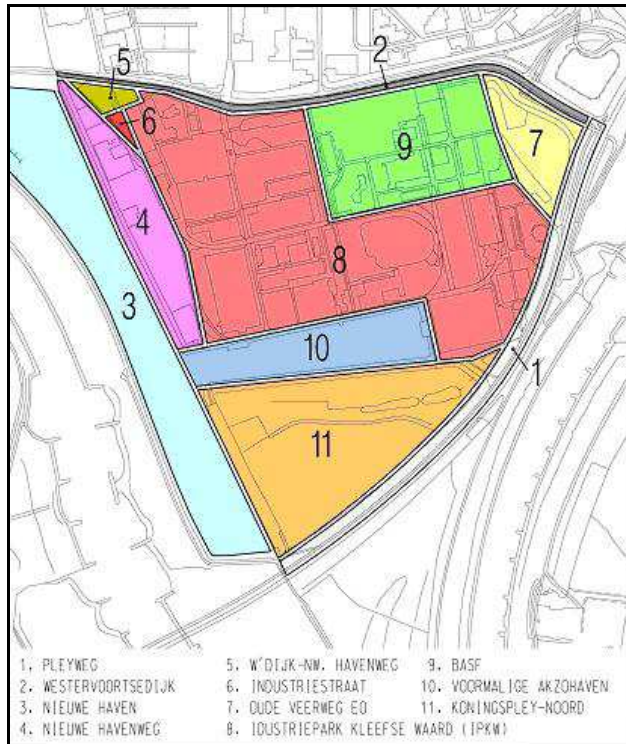 5
2
6
9
7
4
8
3
10
1
11
1. PLEYWEG
2. WESTERVOORTSEDIJK
3. NIEUWE HAVEN
4. NIEUWE HAVENWEG
5. W'DIJK-NW. HAVENWEG
6. INDUSTRIESTRAAT
7. OUDE VEERWEG EO
8. IDUSTRIEPARK KLEEFSE WAARD (IPKW)
9. BASF
10. VOORMALIGE AKZOHAVEN
11. KONINGSPLEY-NOORD